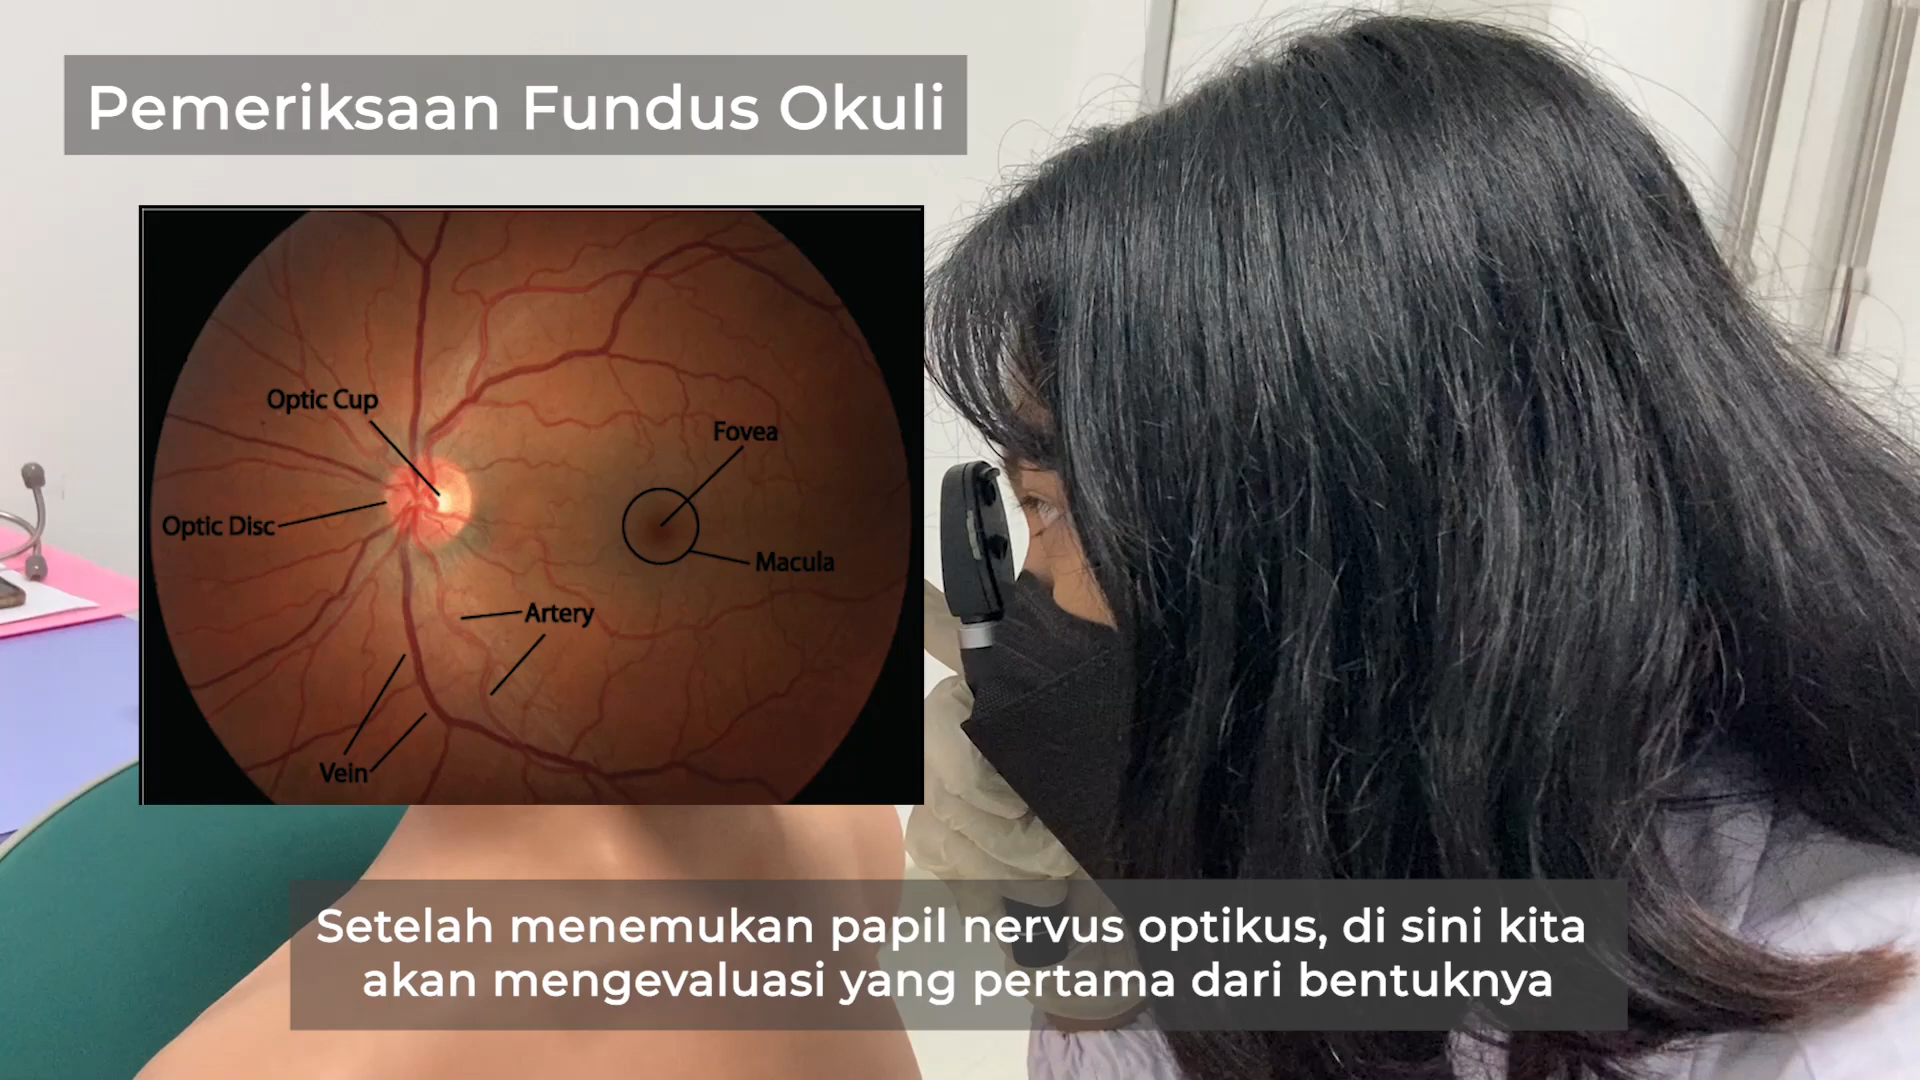 Pemeriksaan Fundus Okuli
Optic Cup
Fovea
Optic Disc
Macula
Artery
Vein
Setelah menemukan papil nervus optikus, di sini kita
akan mengevaluasi yang pertama dari bentuknya